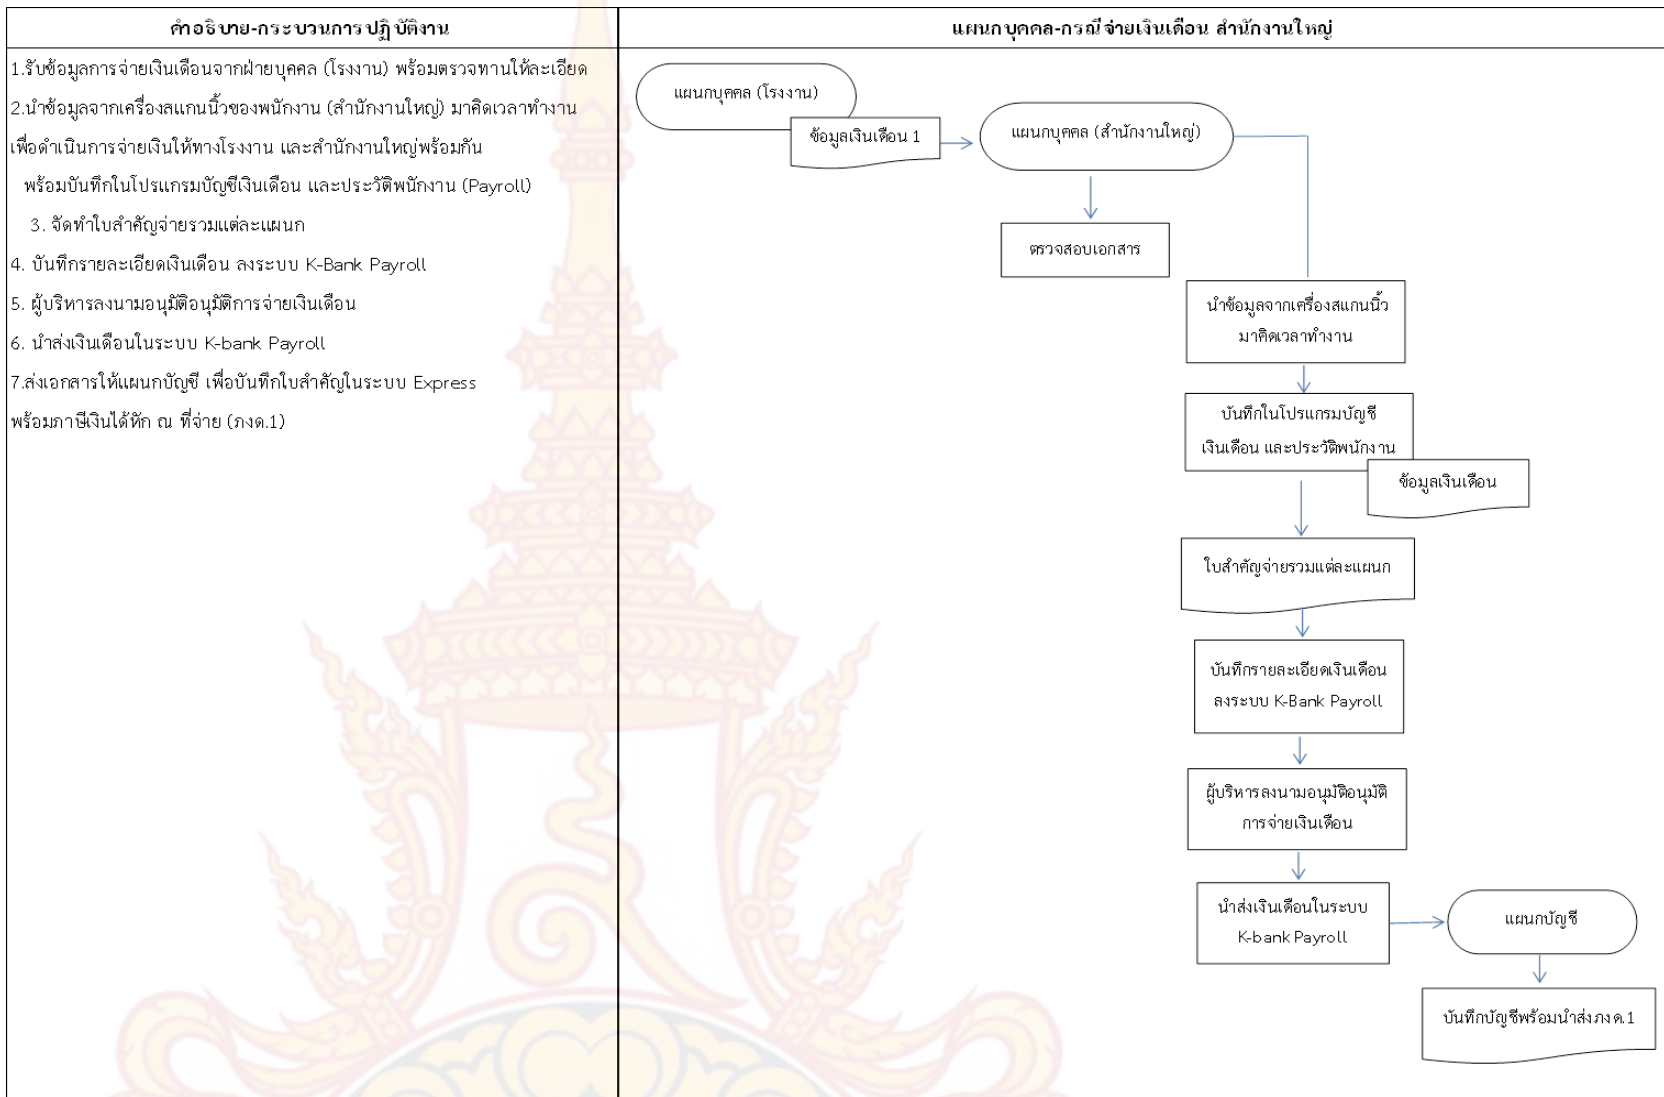 คำอธิบาย-กระบวนการปฏิบัติงาน
แผนกบุคคล-กรณีจ่ายเงินเดือน สำนักงานใหญ่
1.รับข้อมูลการจ่ายเงินเดือนจากฝ่ายบุคคล (โรงงาน) พร้อมตรวจทานให้ละเอียด
2.นำข้อมูลจากเครื่องสแกนนิ้วของพนักงาน (สำนักงานใหญ่) มาคิดเวลาทำงาน
เพื่อดำเนินการจ่ายเงินให้ทางโรงงาน และสำนักงานใหญ่พร้อมกัน
พร้อมบันทึกในโปรแกรมบัญชีเงินเดือน และประวัติพนักงาน (Payroll)
3. จัดทำใบสำคัญจ่ายรวมแต่ละแผนก
4. บันทึกรายละเอียดเงินเดือน ลงระบบ K-Bank Payroll
5. ผู้บริหารลงนามอนุมัติอนุมัติการจ่ายเงินเดือน
6. นำส่งเงินเดือนในระบบ K-bank Payroll
7.ส่งเอกสารให้แผนกบัญชี เพื่อบันทึกใบสำคัญในระบบ Express
พร้อมภาษีเงินได้หัก ณ ที่จ่าย (ภงด.1)
แผนกบุคคล (โรงงาน)
ข้อมูลเงินเดือน 1
แผนกบุคคล (สำนักงานใหญ่)
ตรวจสอบเอกสาร
นำข้อมูลจากเครื่องสแกนนิ้ว
มาคิดเวลาทำงาน
บันทึกในโปรแกรมบัญชี
เงินเดือน และประวัติพนักงาน
ข้อมูลเงินเดือน
ใบสำคัญจ่ายรวมแต่ละแผนก
บันทึกรายละเอียดเงินเดือน
ลงระบบ K-Bank Payroll
ผู้บริหารลงนามอนุมัติอนุมัติ
การจ่ายเงินเดือน
นำส่งเงินเดือนในระบบ
K-bank Payroll
แผนกบัญชี
บันทึกบัญชีพร้อมนำส่งภงค.1